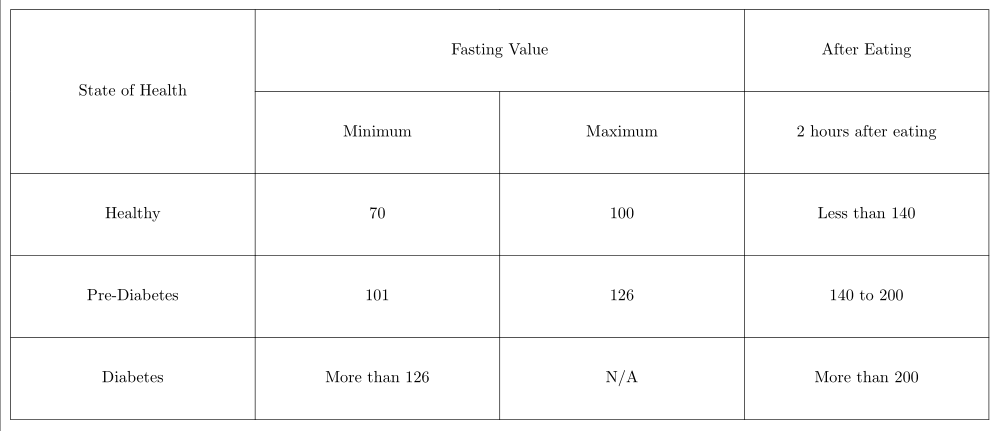 State of Health
Fasting Value
After Eating
Minimum
Maximum
2 hours after eating
Healthy
70
100
Less than 140
Pre-Diabetes
101
126
140 to 200
Diabetes
More than 126
N/A
More than 200